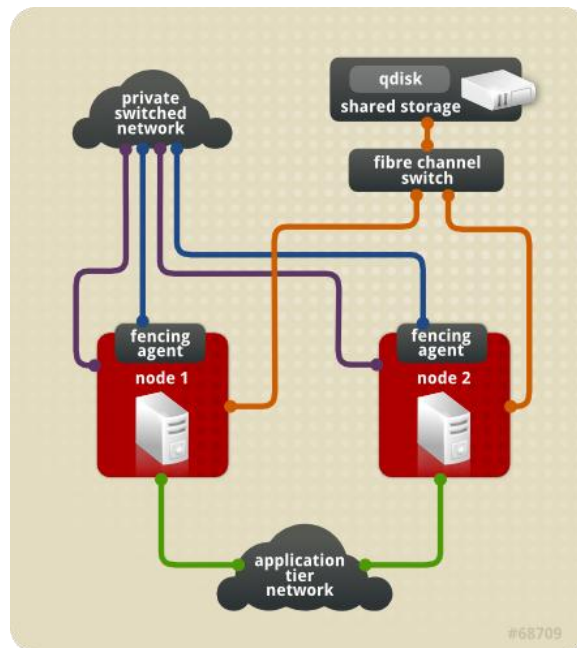 private
switched
network
qdisk
shared storage
fibre channel
switch
fencing
agent
node 1
fencing
agent
node 2
application
tier
network
#68709